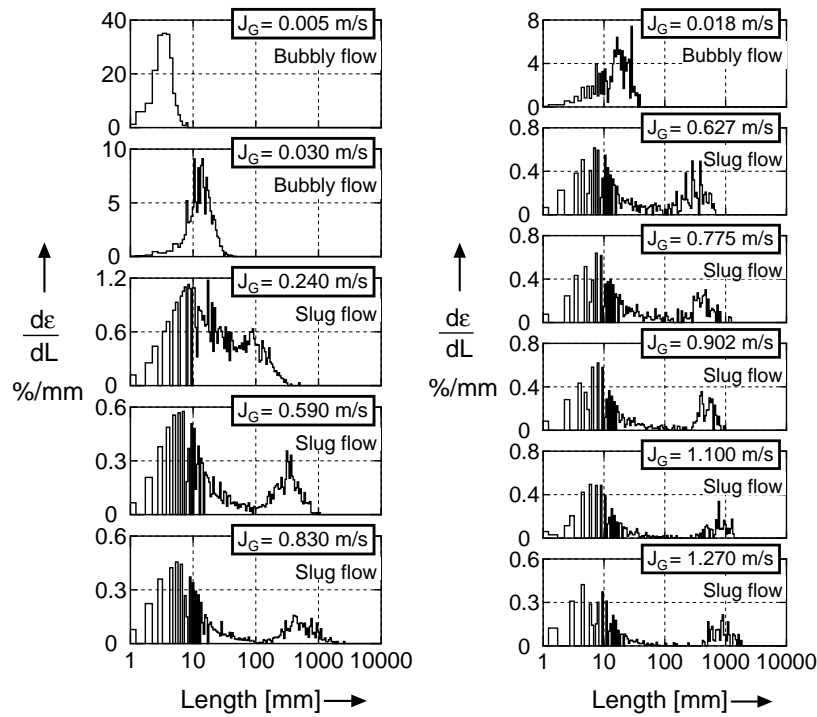 J_G = 0.005 m/s
Bubbly flow
40
20
0
J_G = 0.030 m/s
Bubbly flow
10
5
0
J_G = 0.240 m/s
Slug flow
1.2
0.6
0
J_G = 0.590 m/s
Slug flow
0.6
0.3
0
J_G = 0.830 m/s
Slug flow
0.6
0.3
0
1 10 100 1000 10000
Length [mm]
dε
dL
%/mm
J_G = 0.018 m/s
Bubbly flow
8
4
0
J_G = 0.627 m/s
Slug flow
0.8
0.4
0
J_G = 0.775 m/s
Slug flow
0.8
0.4
0
J_G = 0.902 m/s
Slug flow
0.8
0.4
0
J_G = 1.100 m/s
Slug flow
0.8
0.4
0
J_G = 1.270 m/s
Slug flow
0.6
0.3
0
1 10 100 1000 10000
Length [mm]
dε
dL
%/mm